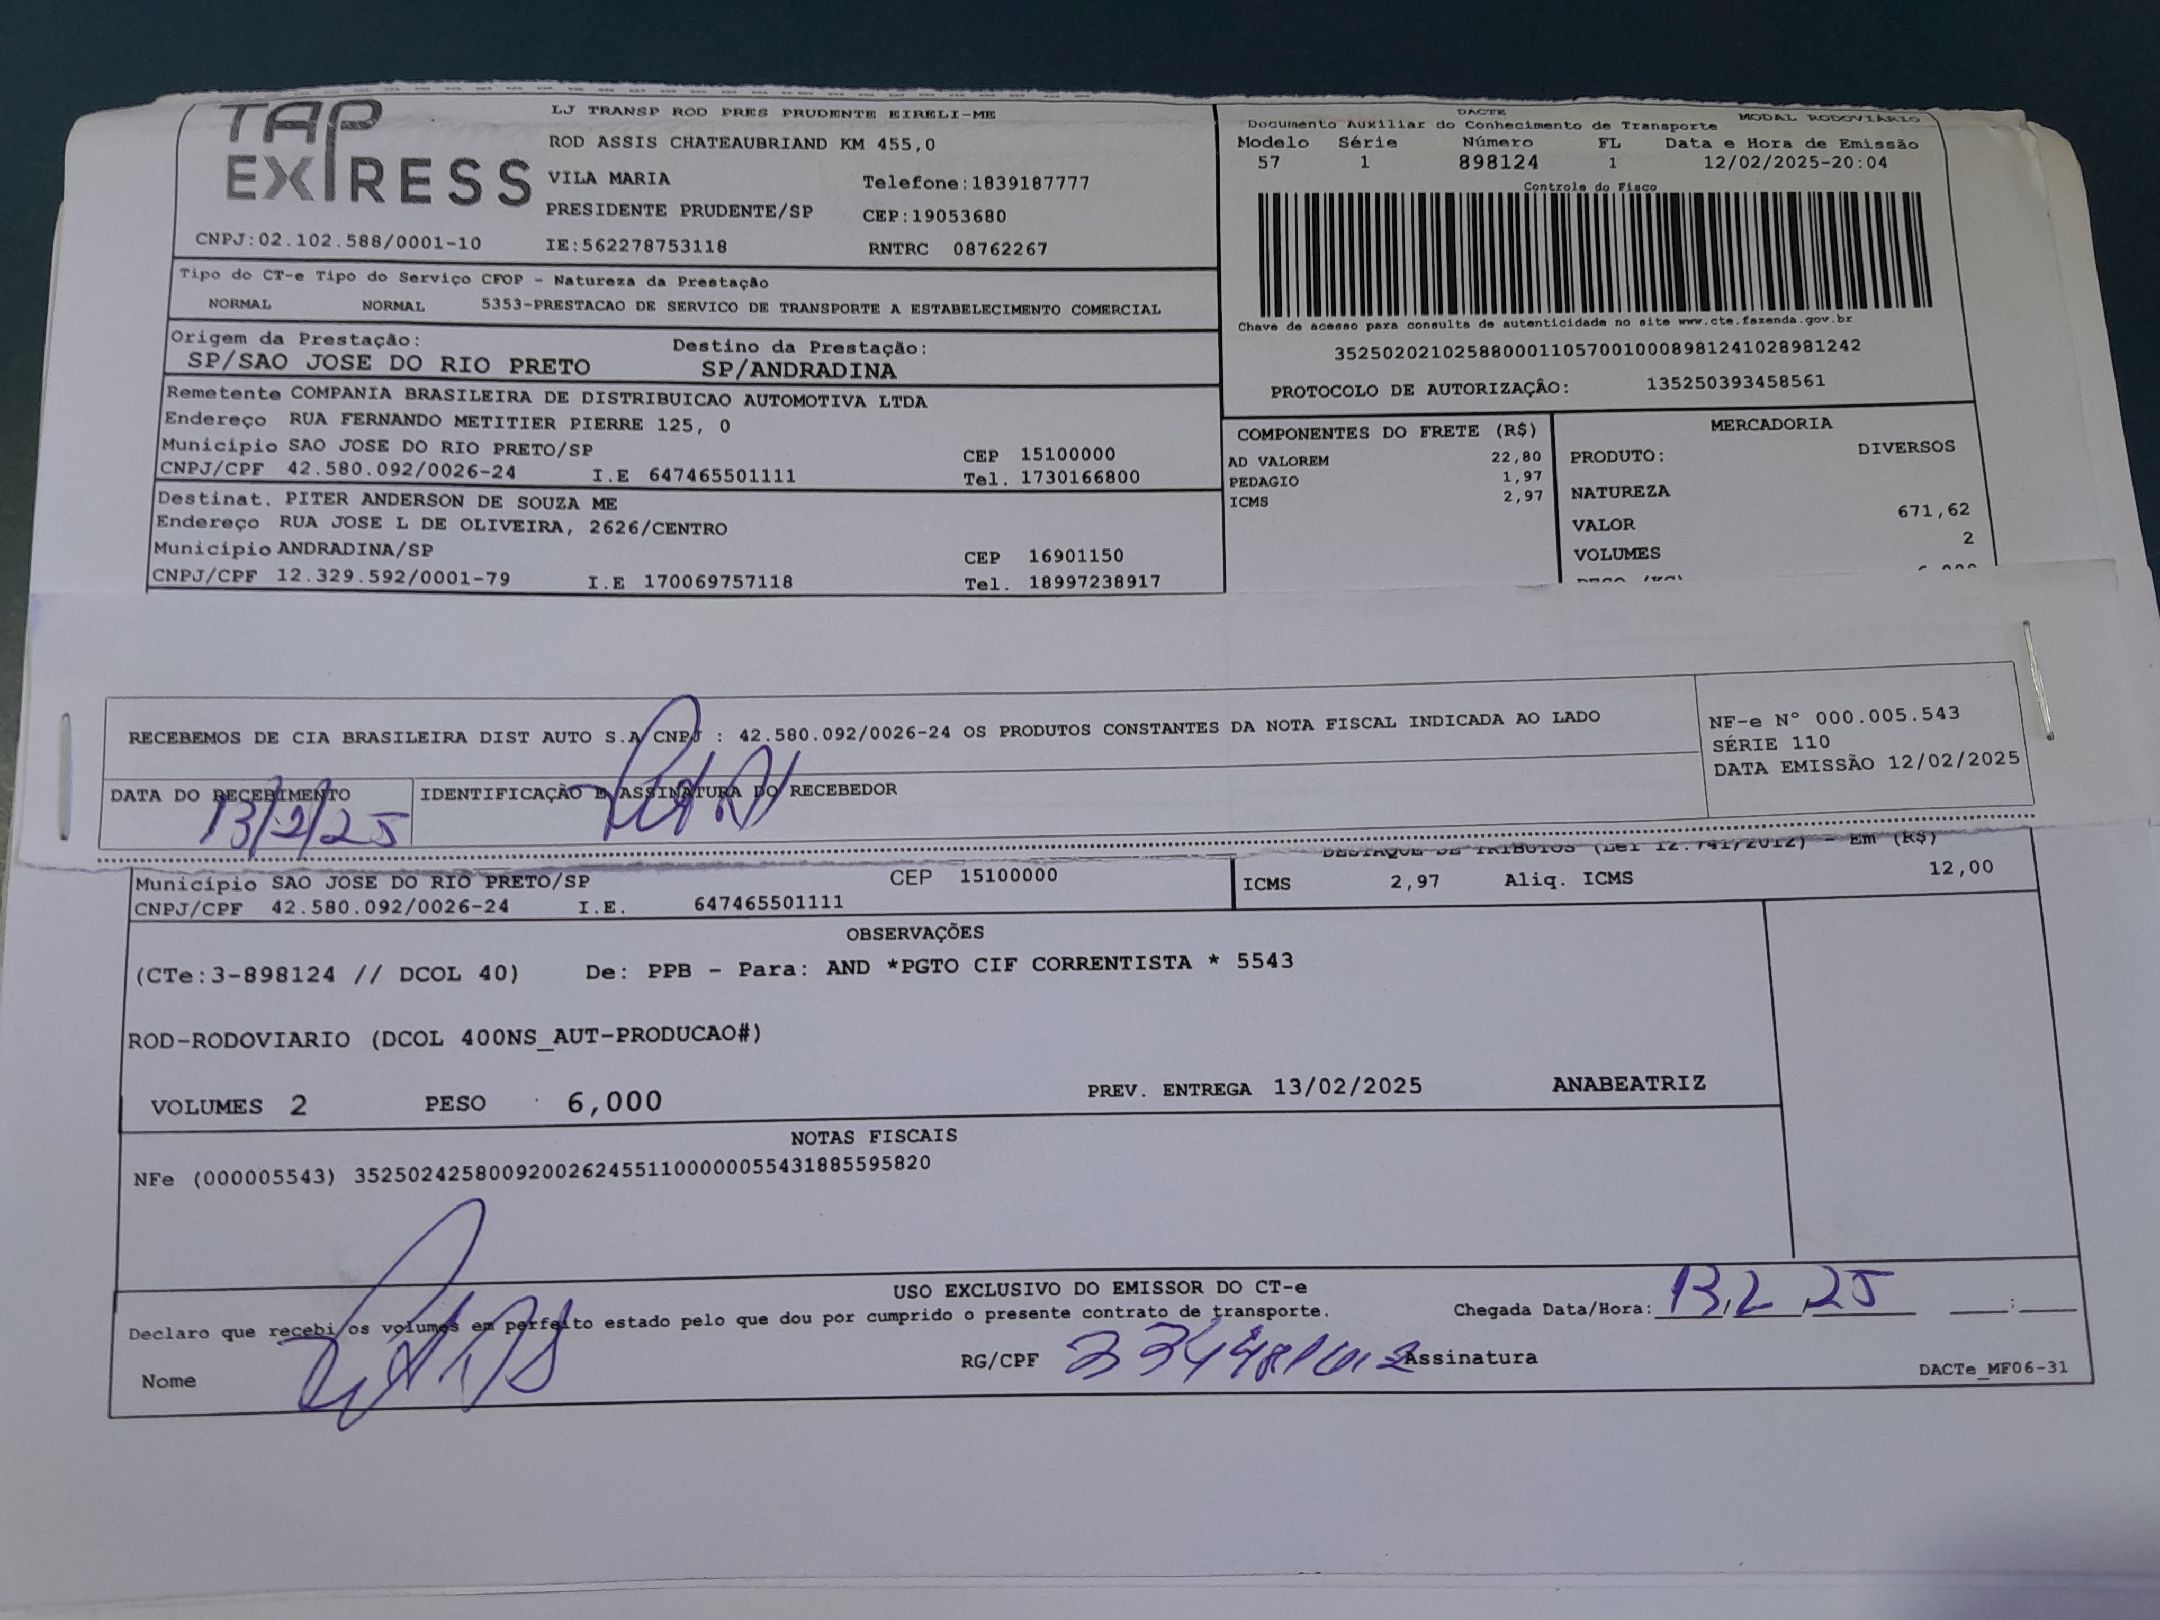 TAP EXPRESS
LJ TRANSP ROD PRES PRUDENTE EIRELI-ME
ROD ASSIS CHATEAUBRIAND KM 455,0
VILA MARIA Telefone:1839187777
PRESIDENTE PRUDENTE/SP CEP:19053680
CNPJ:02.102.588/0001-10 IE:562278753118 RNTRC 08762267
DACTE
Documento Auxiliar do Conhecimento de Transporte MODAL RODOVIÁRIO
Modelo Série Número FL Data e Hora de Emissão
57 1 898124 1 12/02/2025-20:04
Controle do Fisco
Chave de acesso para consulta de autenticidade no site www.cte.fazenda.gov.br
35250202102588000110570010008981241028981242
PROTOCOLO DE AUTORIZAÇÃO: 135250393458561
Tipo do CT-e Tipo do Serviço CFOP - Natureza da Prestação
NORMAL NORMAL 5353-PRESTACAO DE SERVICO DE TRANSPORTE A ESTABELECIMENTO COMERCIAL
Origem da Prestação: Destino da Prestação:
SP/SAO JOSE DO RIO PRETO SP/ANDRADINA
Remetente COMPANIA BRASILEIRA DE DISTRIBUICAO AUTOMOTIVA LTDA
Endereço RUA FERNANDO METITIER PIERRE 125, 0
Município SAO JOSE DO RIO PRETO/SP CEP 15100000
CNPJ/CPF 42.580.092/0026-24 I.E 647465501111 Tel. 1730166800
Destinat. PITER ANDERSON DE SOUZA ME
Endereço RUA JOSE L DE OLIVEIRA, 2626/CENTRO
Município ANDRADINA/SP CEP 16901150
CNPJ/CPF 12.329.592/0001-79 I.E 170069757118 Tel. 18997238917
COMPONENTES DO FRETE (R$)
AD VALOREM 22,80
PEDAGIO 1,97
ICMS 2,97
MERCADORIA
PRODUTO: DIVERSOS
NATUREZA
VALOR 671,62
VOLUMES 2
RECEBEMOS DE CIA BRASILEIRA DIST AUTO S.A CNPJ : 42.580.092/0026-24 OS PRODUTOS CONSTANTES DA NOTA FISCAL INDICADA AO LADO
NF-e Nº 000.005.543
SÉRIE 110
DATA EMISSÃO 12/02/2025
DATA DO RECEBIMENTO IDENTIFICAÇÃO E ASSINATURA DO RECEBEDOR
13/2/25
DESTAQUE DE TRIBUTOS (Lei 12.741/2012) - Em (R$)
Município SAO JOSE DO RIO PRETO/SP CEP 15100000
ICMS 2,97 Aliq. ICMS 12,00
CNPJ/CPF 42.580.092/0026-24 I.E. 647465501111
OBSERVAÇÕES
(CTe:3-898124 // DCOL 40) De: PPB - Para: AND *PGTO CIF CORRENTISTA * 5543
ROD-RODOVIARIO (DCOL 400NS_AUT-PRODUCAO#)
VOLUMES 2 PESO 6,000 PREV. ENTREGA 13/02/2025 ANABEATRIZ
NOTAS FISCAIS
NFe (000005543) 35250242580092002624551100000055431885595820
USO EXCLUSIVO DO EMISSOR DO CT-e
Declaro que recebi os volumes em perfeito estado pelo que dou por cumprido o presente contrato de transporte. Chegada Data/Hora: 13,2,25 :
Nome RG/CPF Assinatura
DACTe_MF06-31